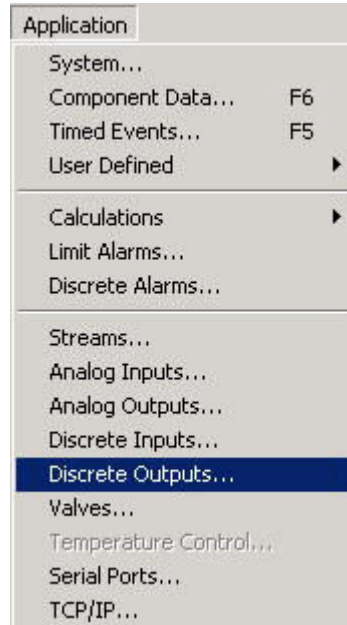 Application
System...
Component Data... F6
Timed Events... F5
User Defined
Calculations
Limit Alarms...
Discrete Alarms...
Streams...
Analog Inputs...
Analog Outputs...
Discrete Inputs...
Discrete Outputs...
Valves...
Temperature Control...
Serial Ports...
TCP/IP...